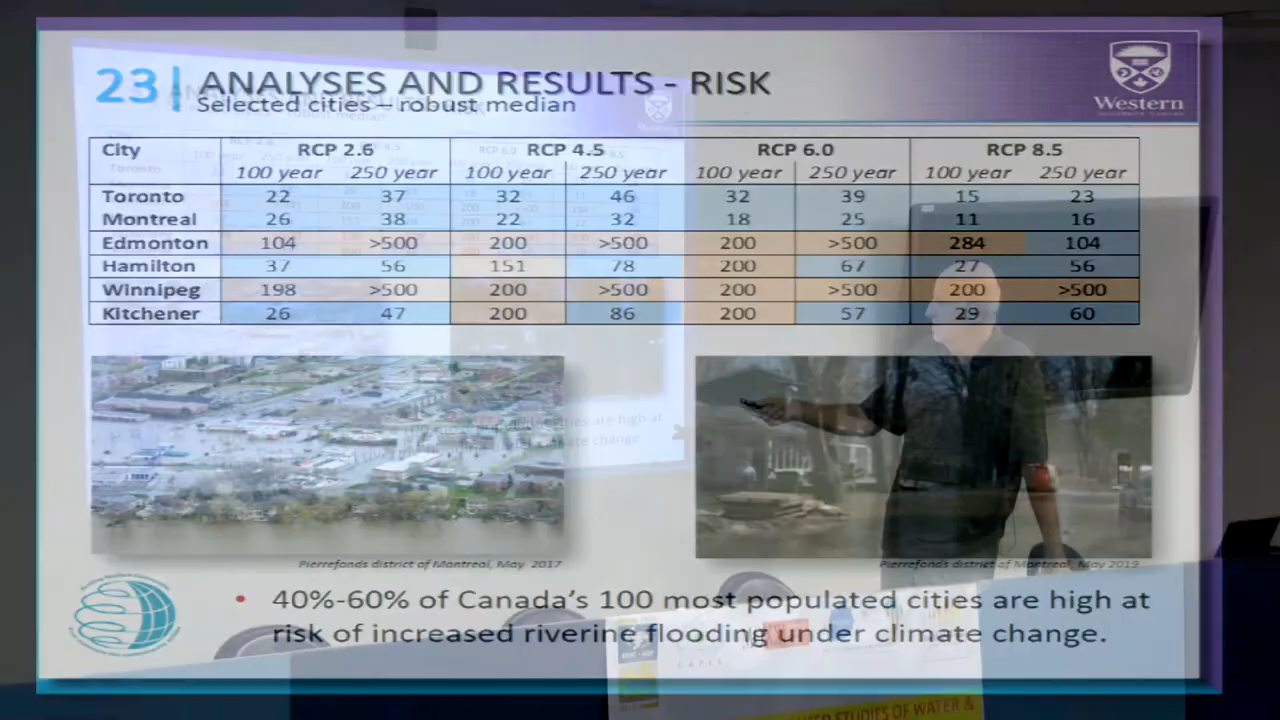 23 ANALYSES AND RESULTS - RISK
Selected cities – robust median
Western
City RCP 2.6 RCP 4.5 RCP 6.0 RCP 8.5
100 year 250 year 100 year 250 year 100 year 250 year 100 year 250 year
Toronto 22 37 32 46 32 39 15 23
Montreal 26 38 22 32 18 25 11 16
Edmonton 104 >500 200 >500 200 >500 284 104
Hamilton 37 56 151 78 200 67 27 56
Winnipeg 198 >500 200 >500 200 >500 200 >500
Kitchener 26 47 200 86 200 57 29 60
Pierrefonds district of Montreal, May 2017
Pierrefonds district of Montreal, May 2019
• 40%-60% of Canada's 100 most populated cities are high at
risk of increased riverine flooding under climate change.
STUDIES OF WATER &